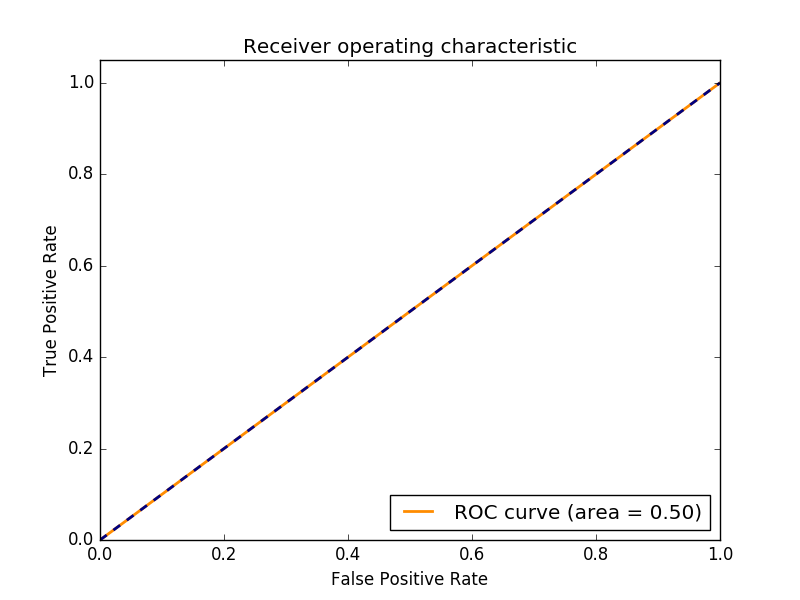 Receiver operating characteristic
True Positive Rate
1.0
0.8
0.6
0.4
0.2
0.0
ROC curve (area = 0.50)
0.0 0.2 0.4 0.6 0.8 1.0
False Positive Rate